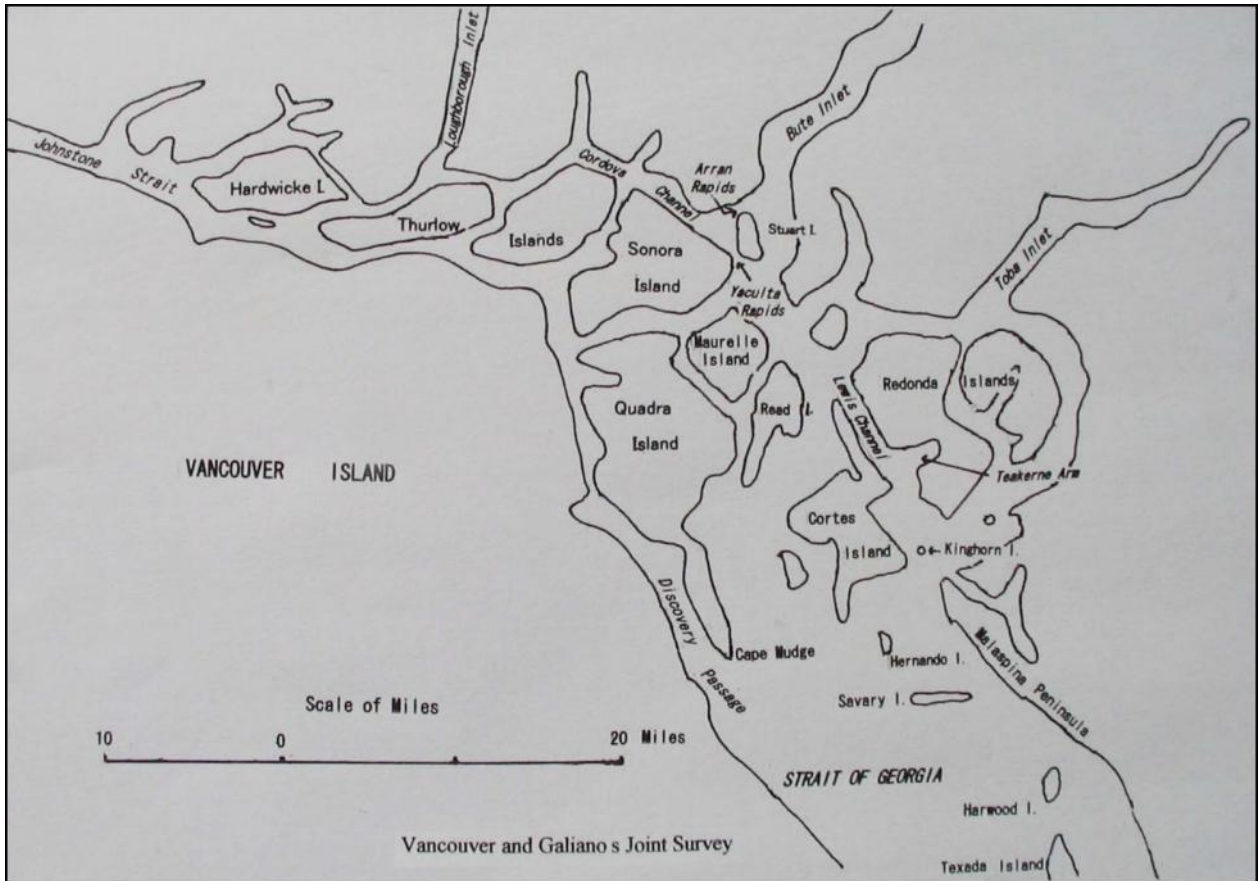 Loughborough Inlet
Bute Inlet
Johnstone
Strait
Cordova
Channel
Arran
Rapids
Hardwicke I.
Thurlow
Islands
Stuart I.
Toba Inlet
Sonora
Island
Yaculta
Rapids
Maurelle
Island
Redonda
Islands
Lewis Channel
Quadra
Island
Read I.
VANCOUVER ISLAND
Teakerne Arm
Cortes
Island
Kinghorn I.
Discovery
Passage
Cape Mudge
Hernando I.
Malaspina Peninsula
Savary I.
Scale of Miles
10 0 20 Miles
STRAIT OF GEORGIA
Harwood I.
Vancouver and Galiano s Joint Survey
Texada Island